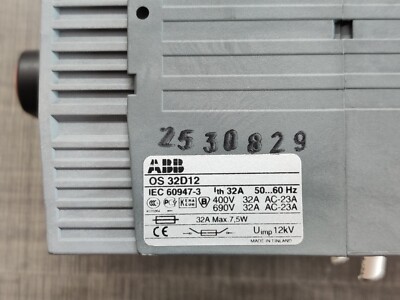 2530829
ABB
OS 32D12
IEC 60947-3 Ith 32A 50...60 Hz
400V 32A AC-23A
690V 32A AC-23A
32A Max.7,5W
Uimp 12kV
MADE IN FINLAND